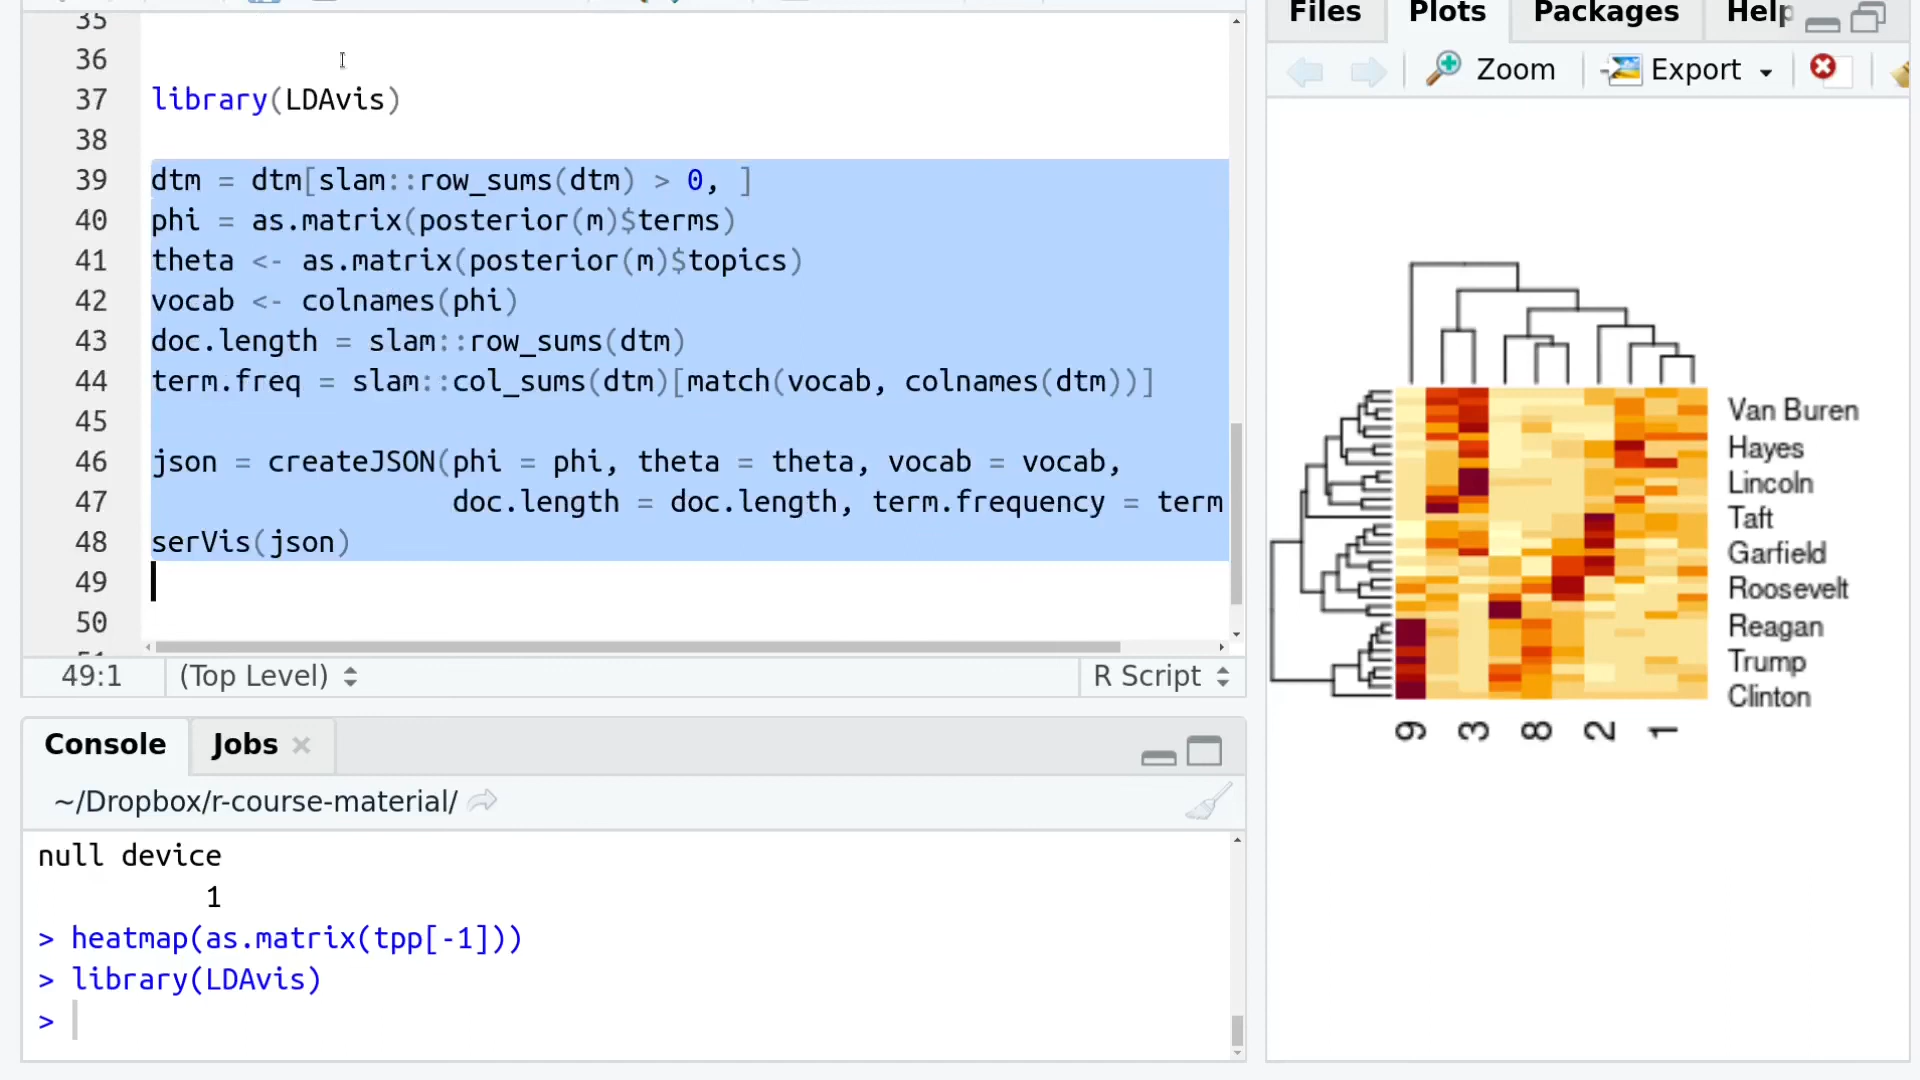 35
36
37 library(LDAvis)
38
39 dtm = dtm[slam::row_sums(dtm) > 0, ]
40 phi = as.matrix(posterior(m)$terms)
41 theta <- as.matrix(posterior(m)$topics)
42 vocab <- colnames(phi)
43 doc.length = slam::row_sums(dtm)
44 term.freq = slam::col_sums(dtm)[match(vocab, colnames(dtm))]
45
46 json = createJSON(phi = phi, theta = theta, vocab = vocab,
47 doc.length = doc.length, term.frequency = term
48 serVis(json)
49
50
49:1 (Top Level) R Script
Console Jobs
~/Dropbox/r-course-material/
null device
1
> heatmap(as.matrix(tpp[-1]))
> library(LDAvis)
>
Files Plots Packages Help
Zoom Export
Van Buren
Hayes
Lincoln
Taft
Garfield
Roosevelt
Reagan
Trump
Clinton
9 3 8 2 1